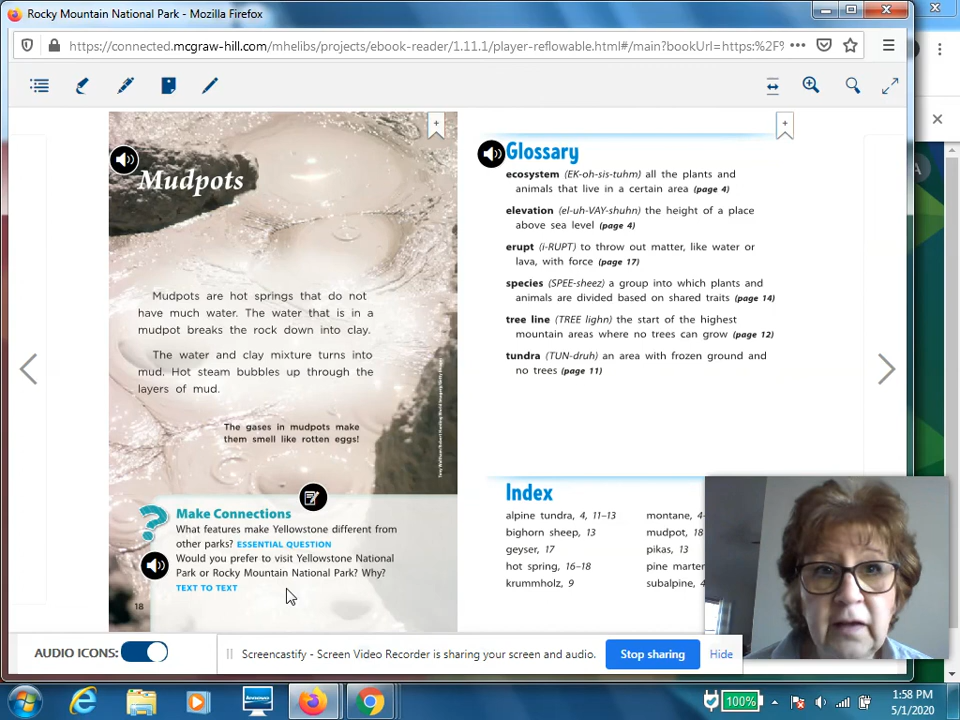 Rocky Mountain National Park - Mozilla Firefox
https://connected.mcgraw-hill.com/mhelibs/projects/ebook-reader/1.11.1/player-reflowable.html#/main?bookUrl=https:%2F%
Mudpots
Mudpots are hot springs that do not
have much water. The water that is in a
mudpot breaks the rock down into clay.
The water and clay mixture turns into
mud. Hot steam bubbles up through the
layers of mud.
The gases in mudpots make
them smell like rotten eggs!
?
Make Connections
What features make Yellowstone different from
other parks? ESSENTIAL QUESTION
Would you prefer to visit Yellowstone National
Park or Rocky Mountain National Park? Why?
TEXT TO TEXT
18
Glossary
ecosystem (EK-oh-sis-tuhm) all the plants and
animals that live in a certain area (page 4)
elevation (el-uh-VAY-shuhn) the height of a place
above sea level (page 4)
erupt (i-RUPT) to throw out matter, like water or
lava, with force (page 17)
species (SPEE-sheez) a group into which plants and
animals are divided based on shared traits (page 14)
tree line (TREE lighn) the start of the highest
mountain areas where no trees can grow (page 12)
tundra (TUN-druh) an area with frozen ground and
no trees (page 11)
Index
alpine tundra, 4, 11–13
bighorn sheep, 13
geyser, 17
hot spring, 16–18
krummholz, 9
montane, 4-
mudpot, 18
pikas, 13
pine marten
subalpine, 4
A
AUDIO ICONS:
Screencastify - Screen Video Recorder is sharing your screen and audio.
Stop sharing
Hide
Lenovo
100%
1:58 PM
5/1/2020